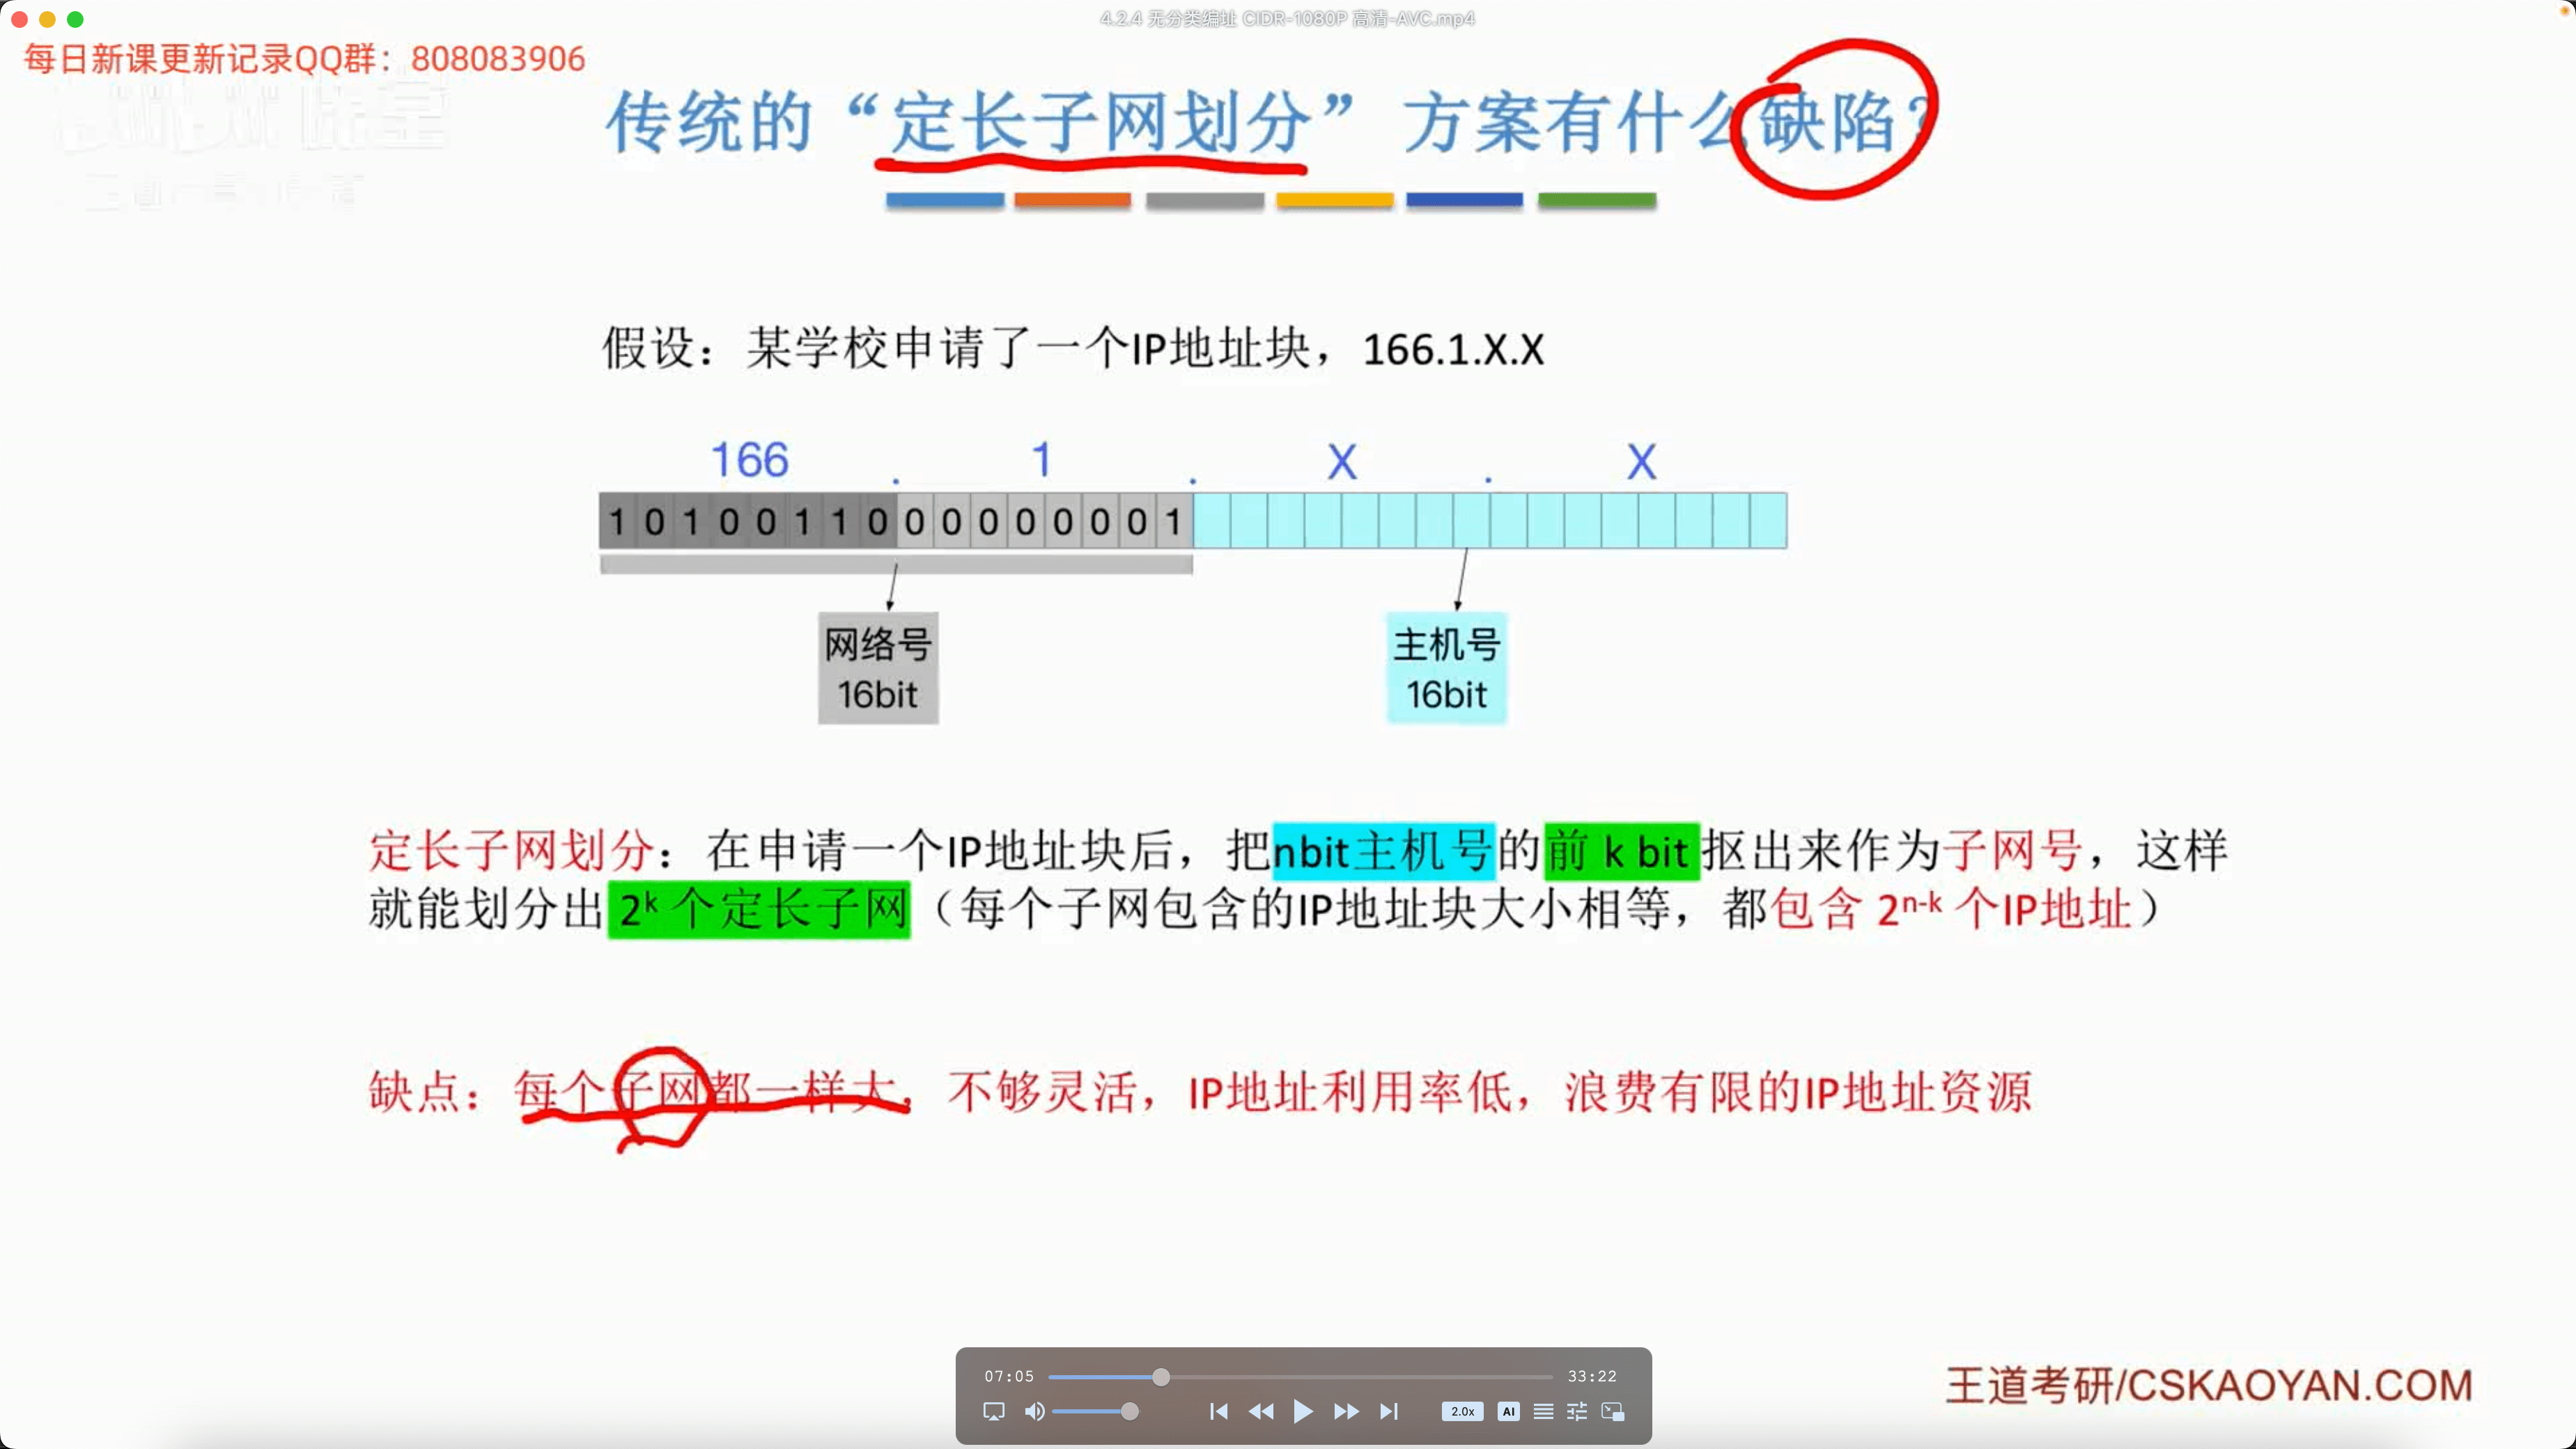 4.2.4 无分类编址 CIDR-1080P 高清-AVC.mp4
每日新课更新记录QQ群：808083906
传统的“定长子网划分” 方案有什么缺陷？
假设：某学校申请了一个IP地址块，166.1.X.X
166 . 1 . X . X
1 0 1 0 0 1 1 0 0 0 0 0 0 0 0 1
网络号 主机号
16bit 16bit
定长子网划分：在申请一个IP地址块后，把nbit主机号的前 k bit 抠出来作为子网号，这样
就能划分出 2ᵏ 个定长子网（每个子网包含的IP地址块大小相等，都包含 2ⁿ⁻ᵏ 个IP地址）
缺点：每个子网都一样大，不够灵活，IP地址利用率低，浪费有限的IP地址资源
王道考研/CSKAOYAN.COM
07:05 33:22
2.0x AI